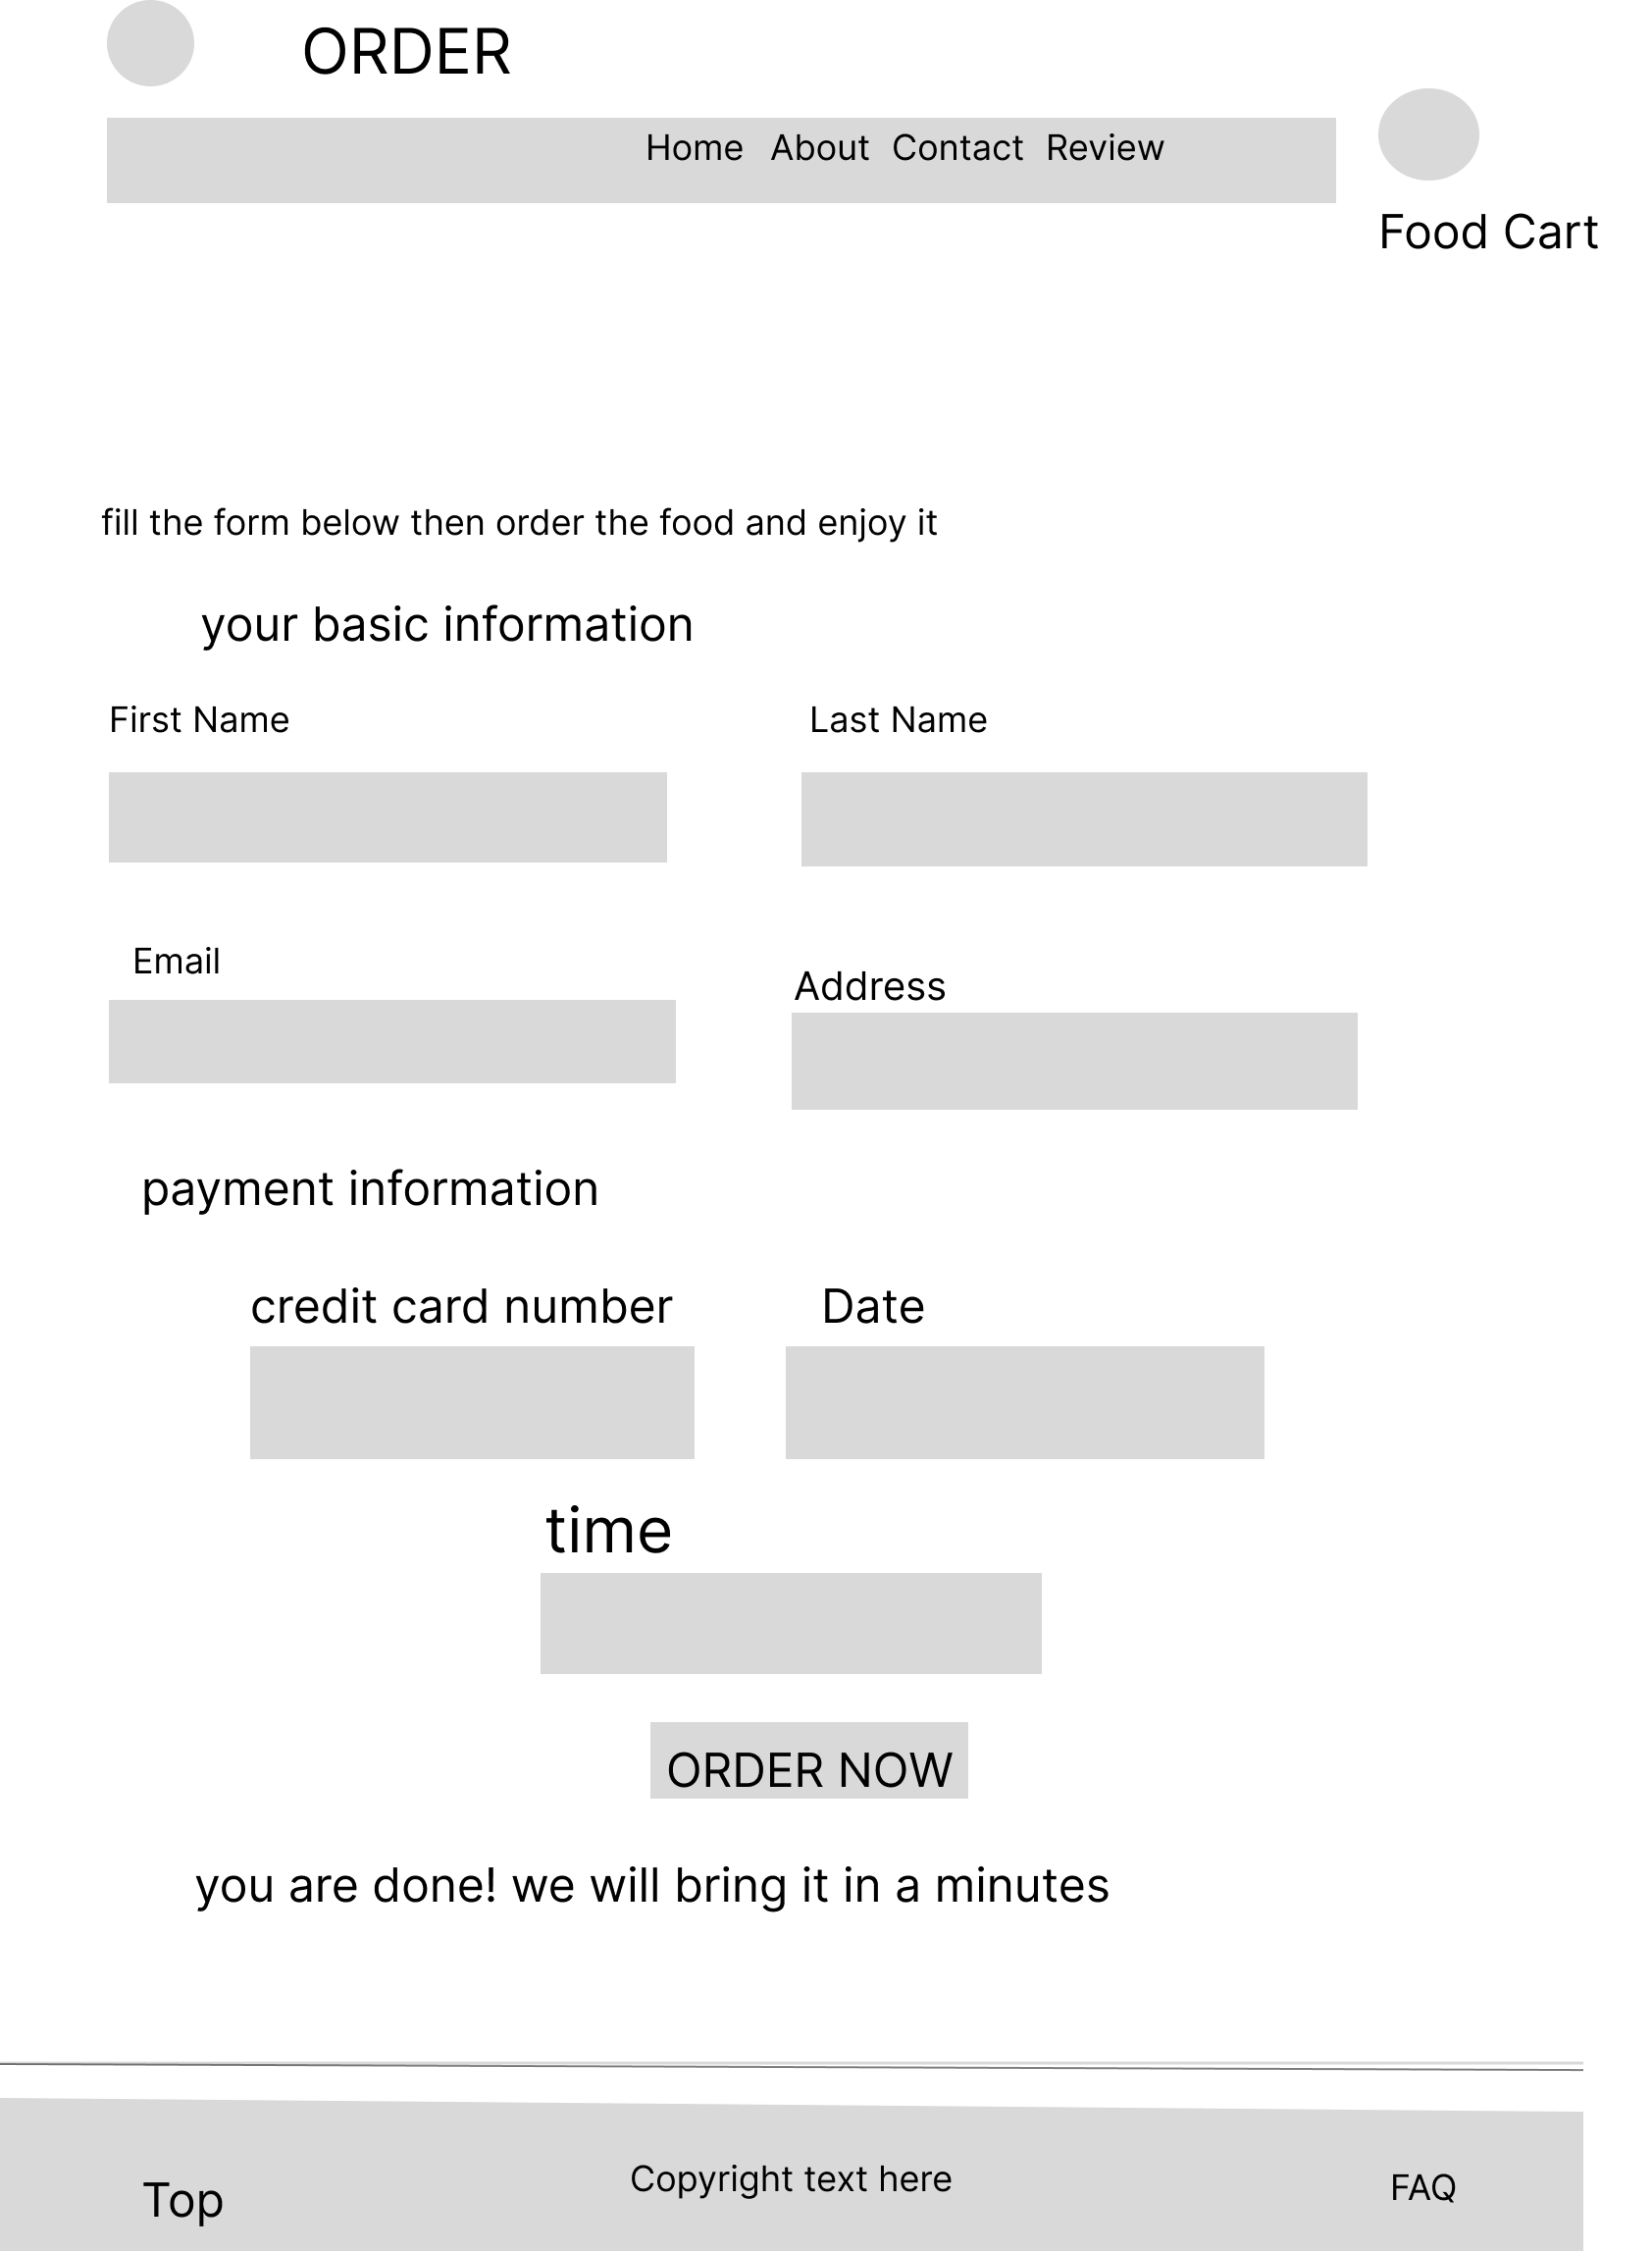 ORDER
Home About Contact Review
Food Cart
fill the form below then order the food and enjoy it
your basic information
First Name
Last Name
Email
Address
payment information
credit card number
Date
time
ORDER NOW
you are done! we will bring it in a minutes
Top
Copyright text here
FAQ